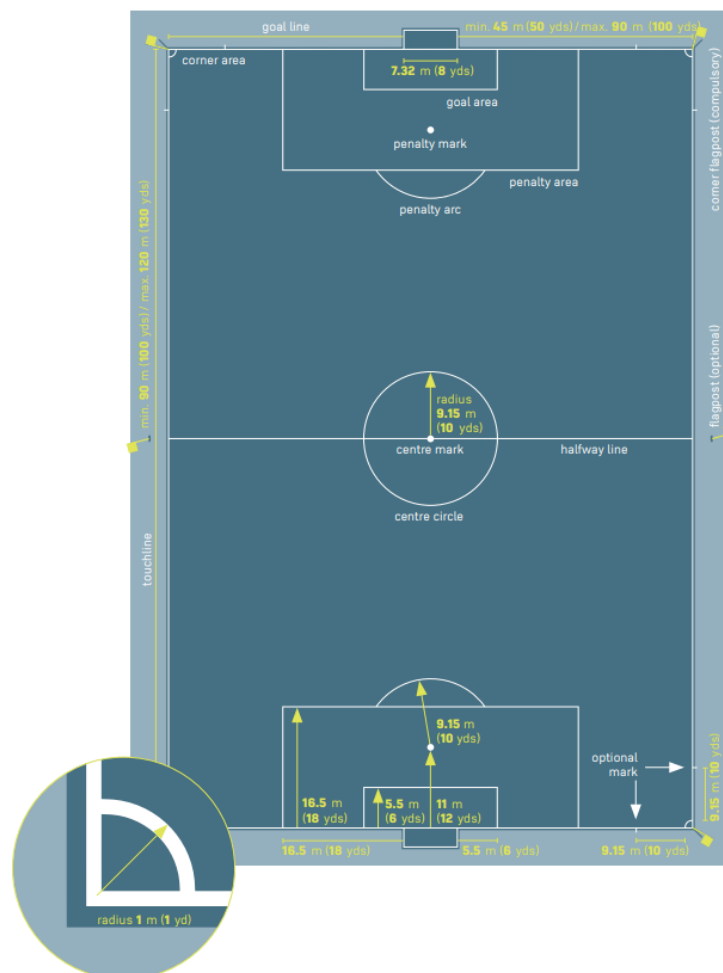 goal line
min. 45 m (50 yds)/max. 90 m (100 yds)
corner area
7.32 m (8 yds)
goal area
penalty mark
penalty area
penalty arc
corner flagpost (compulsory)
min. 90 m (100 yds)/max. 120 m (130 yds)
radius
9.15 m
(10 yds)
flagpost (optional)
centre mark
halfway line
centre circle
touchline
9.15 m
(10 yds)
optional
mark
9.15 m (10 yds)
16.5 m
(18 yds)
5.5 m
(6 yds)
11 m
(12 yds)
16.5 m (18 yds)
5.5 m (6 yds)
9.15 m (10 yds)
radius 1 m (1 yd)